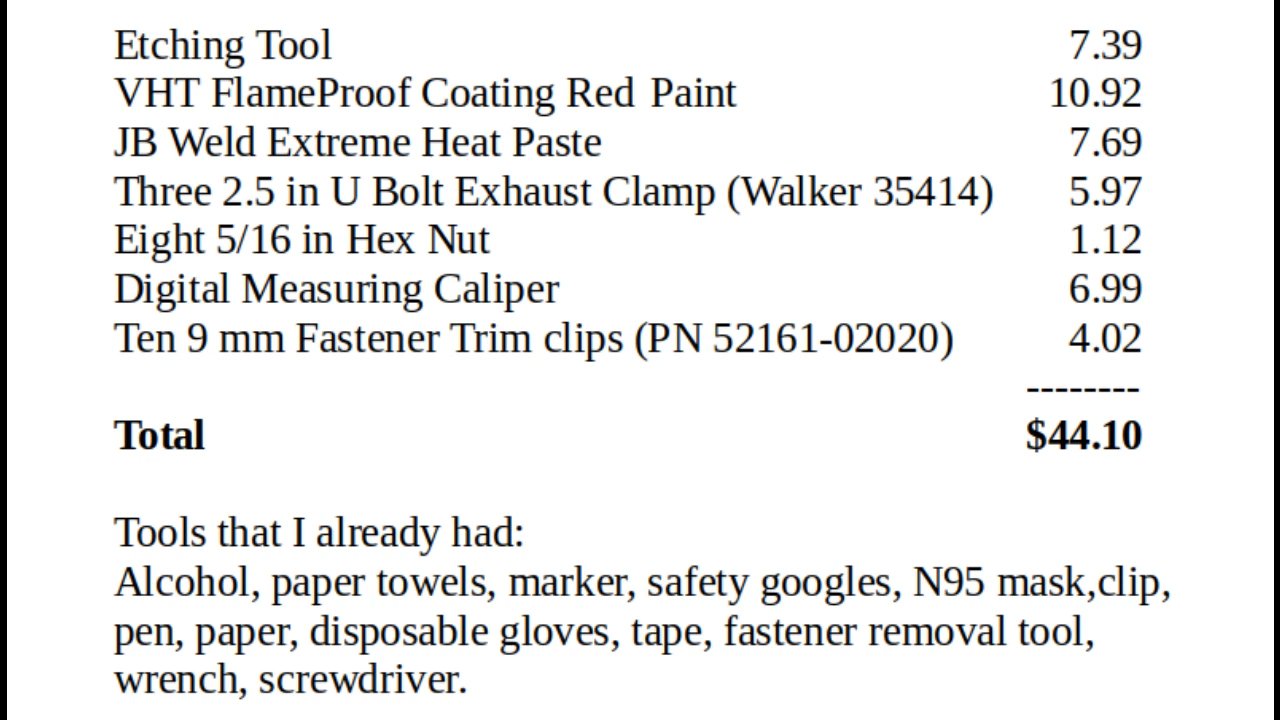 Etching Tool 7.39
VHT FlameProof Coating Red Paint 10.92
JB Weld Extreme Heat Paste 7.69
Three 2.5 in U Bolt Exhaust Clamp (Walker 35414) 5.97
Eight 5/16 in Hex Nut 1.12
Digital Measuring Caliper 6.99
Ten 9 mm Fastener Trim clips (PN 52161-02020) 4.02
--------
Total $44.10
Tools that I already had:
Alcohol, paper towels, marker, safety googles, N95 mask,clip,
pen, paper, disposable gloves, tape, fastener removal tool,
wrench, screwdriver.